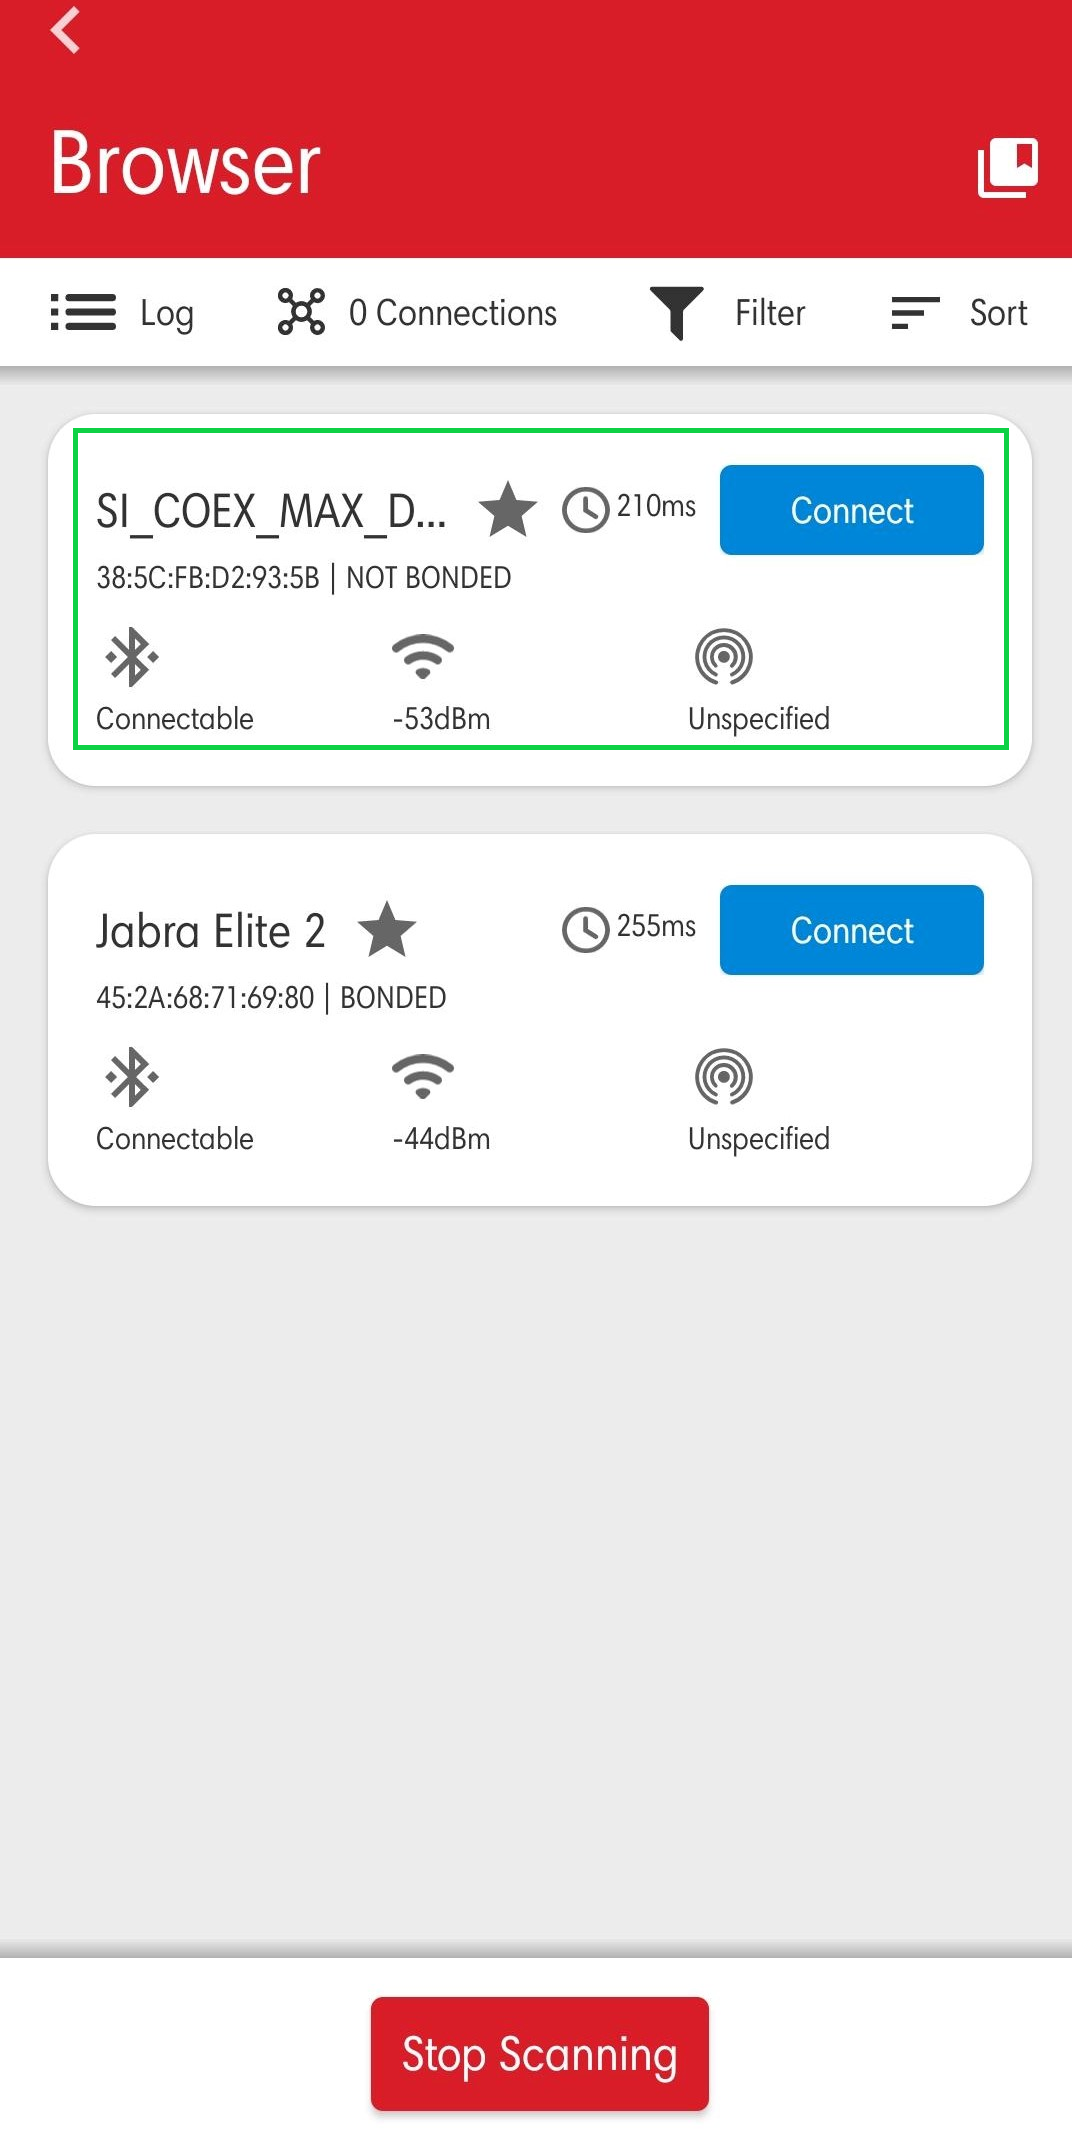 Browser
Log 0 Connections Filter Sort
SI_COEX_MAX_D... 210ms Connect
38:5C:FB:D2:93:5B | NOT BONDED
Connectable -53dBm Unspecified
Jabra Elite 2 255ms Connect
45:2A:68:71:69:80 | BONDED
Connectable -44dBm Unspecified
Stop Scanning